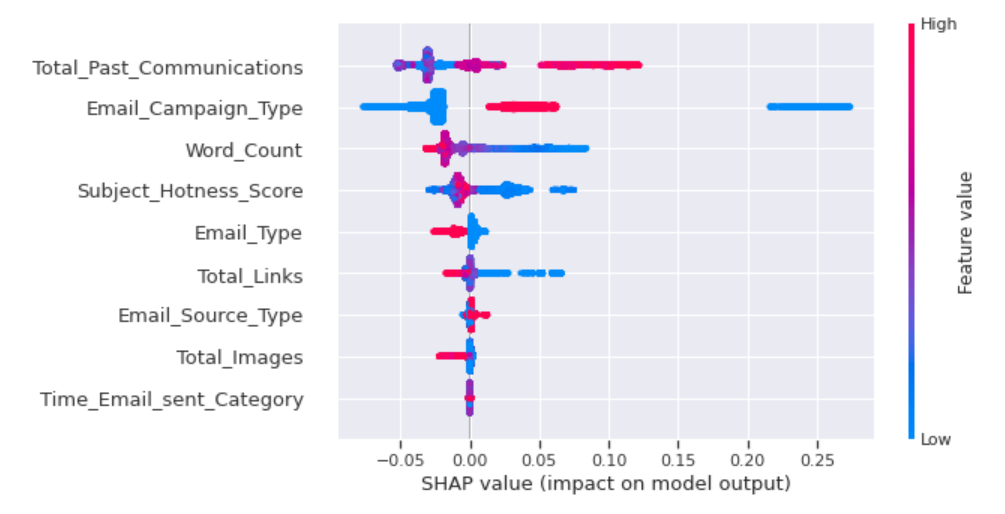 High
Total_Past_Communications
Email_Campaign_Type
Word_Count
Subject_Hotness_Score
Email_Type
Total_Links
Email_Source_Type
Total_Images
Time_Email_sent_Category
Feature value
Low
−0.05 0.00 0.05 0.10 0.15 0.20 0.25
SHAP value (impact on model output)